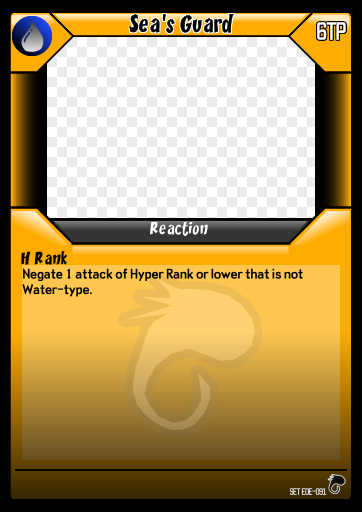 Sea's Guard
6TP
Reaction
H Rank
Negate 1 attack of Hyper Rank or lower that is not
Water-type.
SET EDE-091